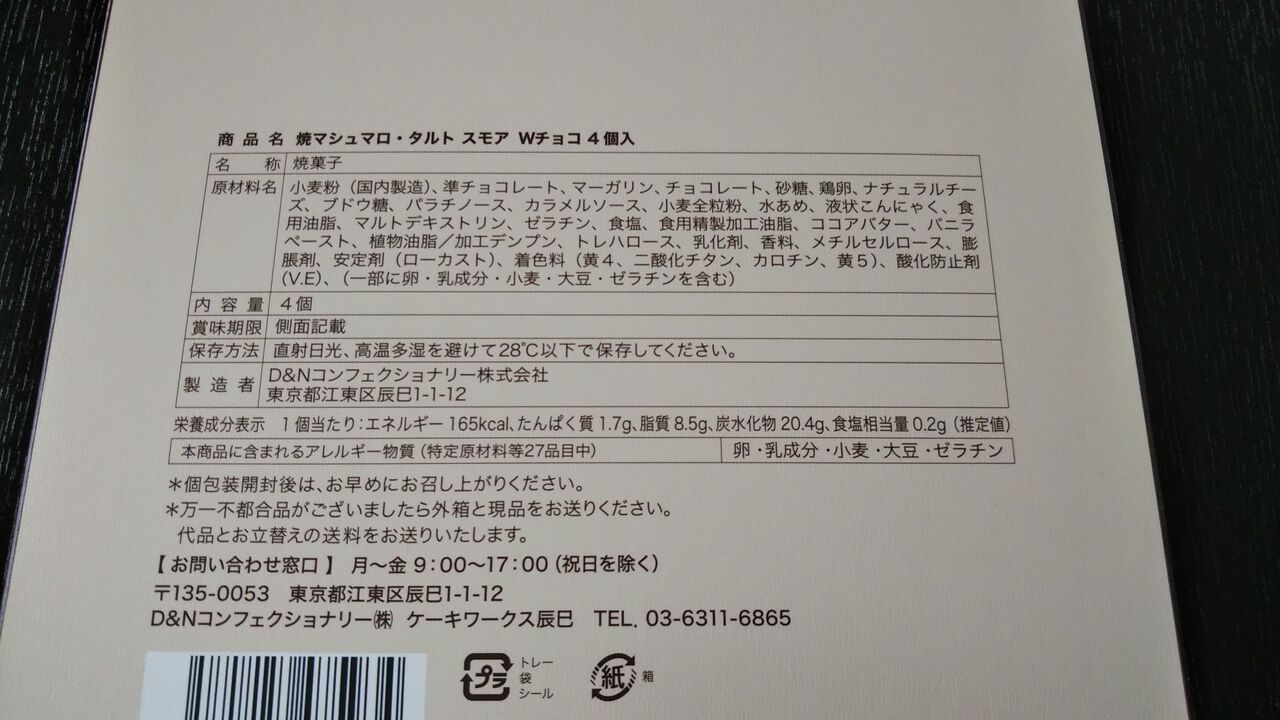 商品名 焼マシュマロ・タルト スモア Wチョコ 4個入
名称 焼菓子
原材料名 小麦粉（国内製造）、準チョコレート、マーガリン、チョコレート、砂糖、鶏卵、ナチュラルチー
ズ、ブドウ糖、パラチノース、カラメルソース、小麦全粒粉、水あめ、液状こんにゃく、食
用油脂、マルトデキストリン、ゼラチン、食塩、食用精製加工油脂、ココアバター、バニラ
ペースト、植物油脂／加工デンプン、トレハロース、乳化剤、香料、メチルセルロース、膨
脹剤、安定剤（ローカスト）、着色料（黄4、二酸化チタン、カロチン、黄5）、酸化防止剤
（V.E）、（一部に卵・乳成分・小麦・大豆・ゼラチンを含む）
内容量 4個
賞味期限 側面記載
保存方法 直射日光、高温多湿を避けて28℃以下で保存してください。
製造者 D&Nコンフェクショナリー株式会社
東京都江東区辰巳1-1-12
栄養成分表示 1個当たり：エネルギー 165kcal、たんぱく質 1.7g、脂質 8.5g、炭水化物 20.4g、食塩相当量 0.2g（推定値）
本商品に含まれるアレルギー物質（特定原材料等27品目中） 卵・乳成分・小麦・大豆・ゼラチン
＊個包装開封後は、お早めにお召し上がりください。
＊万一不都合品がございましたら外箱と現品をお送りください。
代品とお立替えの送料をお送りいたします。
【お問い合わせ窓口】 月～金 9：00～17：00（祝日を除く）
〒135-0053 東京都江東区辰巳1-1-12
D&Nコンフェクショナリー㈱ ケーキワークス辰巳 TEL. 03-6311-6865
プラ トレー
袋
シール
紙 箱